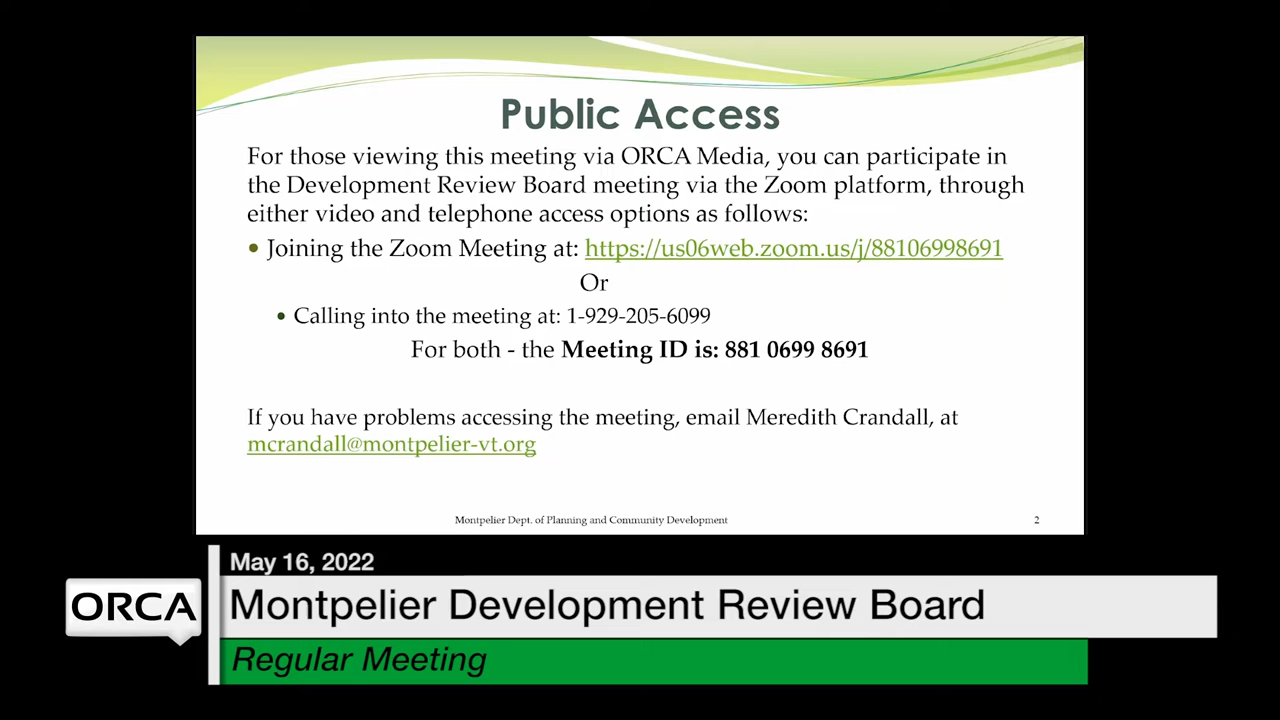 Public Access
For those viewing this meeting via ORCA Media, you can participate in
the Development Review Board meeting via the Zoom platform, through
either video and telephone access options as follows:
• Joining the Zoom Meeting at: https://us06web.zoom.us/j/88106998691
Or
• Calling into the meeting at: 1-929-205-6099
For both - the Meeting ID is: 881 0699 8691
If you have problems accessing the meeting, email Meredith Crandall, at
mcrandall@montpelier-vt.org
Montpelier Dept. of Planning and Community Development 2
May 16, 2022
ORCA Montpelier Development Review Board
Regular Meeting